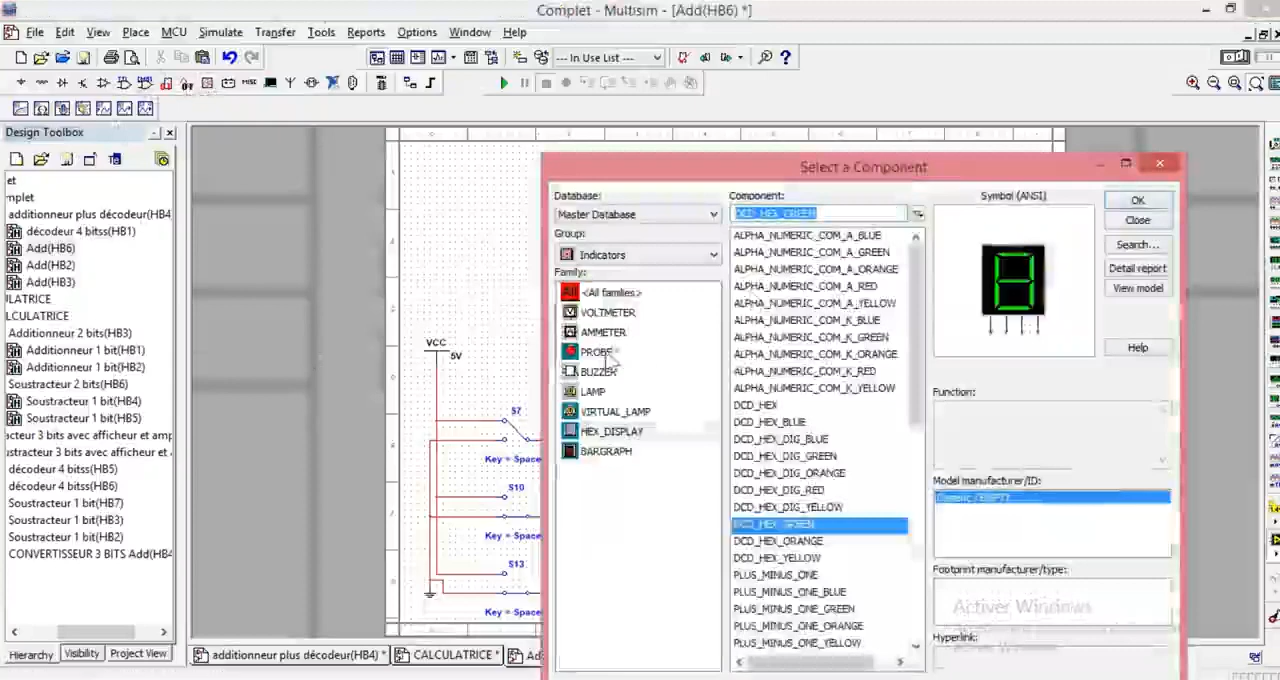 Complet - Multisim - [Add(HB6) *]
File Edit View Place MCU Simulate Transfer Tools Reports Options Window Help
--- In Use List ---
Design Toolbox
et
mplet
additionneur plus décodeur(HB4
décodeur 4 bitss(HB1)
Add(HB6)
Add(HB2)
Add(HB3)
ILATRICE
LCULATRICE
Additionneur 2 bits(HB3)
Additionneur 1 bit(HB1)
Additionneur 1 bit(HB2)
Soustracteur 2 bits(HB6)
Soustracteur 1 bit(HB4)
Soustracteur 1 bit(HB5)
acteur 3 bits avec afficheur et amp
ustracteur 3 bits avec afficheur et a
décodeur 4 bits(HB5)
décodeur 4 bits(HB6)
Soustracteur 1 bit(HB7)
Soustracteur 1 bit(HB3)
Soustracteur 1 bit(HB2)
CONVERTISSEUR 3 BITS Add(HB4
Hierarchy Visibility Project View
VCC
5V
S7
Key = Space
S10
Key = Space
S13
Key = Space
additionneur plus décodeur(HB4) * CALCULATRICE *
Select a Component
Database:
Master Database
Group:
Indicators
Family:
<All families>
VOLTMETER
AMMETER
PROBE
BUZZER
LAMP
VIRTUAL_LAMP
HEX_DISPLAY
BARGRAPH
Component:
DCD_HEX_GREEN
ALPHA_NUMERIC_COM_A_BLUE
ALPHA_NUMERIC_COM_A_GREEN
ALPHA_NUMERIC_COM_A_ORANGE
ALPHA_NUMERIC_COM_A_RED
ALPHA_NUMERIC_COM_A_YELLOW
ALPHA_NUMERIC_COM_K_BLUE
ALPHA_NUMERIC_COM_K_GREEN
ALPHA_NUMERIC_COM_K_ORANGE
ALPHA_NUMERIC_COM_K_RED
ALPHA_NUMERIC_COM_K_YELLOW
DCD_HEX
DCD_HEX_BLUE
DCD_HEX_DIG_BLUE
DCD_HEX_DIG_GREEN
DCD_HEX_DIG_ORANGE
DCD_HEX_DIG_RED
DCD_HEX_DIG_YELLOW
DCD_HEX_GREEN
DCD_HEX_ORANGE
DCD_HEX_YELLOW
PLUS_MINUS_ONE
PLUS_MINUS_ONE_BLUE
PLUS_MINUS_ONE_GREEN
PLUS_MINUS_ONE_ORANGE
PLUS_MINUS_ONE_YELLOW
Symbol (ANSI)
OK
Close
Search...
Detail report
View model
Help
Function:
Model manufacturer/ID:
Footprint manufacturer/type:
Activer Windows
Hyperlink: